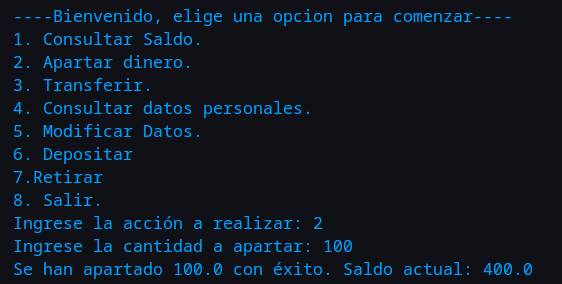 ----Bienvenido, elige una opcion para comenzar----
1. Consultar Saldo.
2. Apartar dinero.
3. Transferir.
4. Consultar datos personales.
5. Modificar Datos.
6. Depositar
7.Retirar
8. Salir.
Ingrese la acción a realizar: 2
Ingrese la cantidad a apartar: 100
Se han apartado 100.0 con éxito. Saldo actual: 400.0